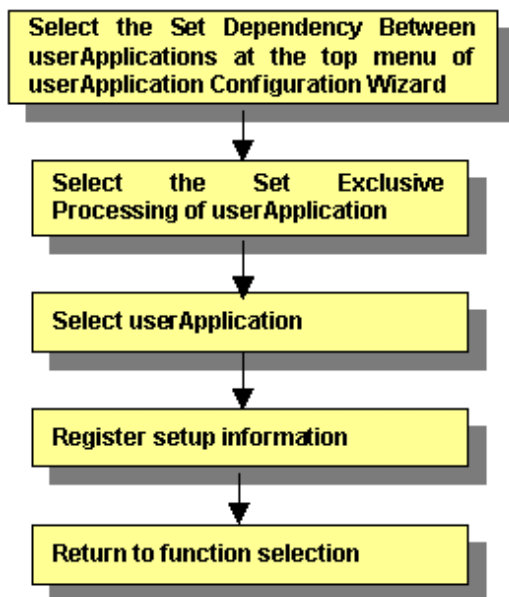 Select the Set Dependency Between
userApplications at the top menu of
userApplication Configuration Wizard
Select the Set Exclusive
Processing of userApplication
Select userApplication
Register setup information
Return to function selection